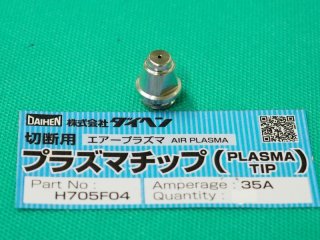 DAIHEN 株式会社 ダイヘン
切断用 エアープラズマ AIR PLASMA
プラズマチップ(PLASMA TIP)
Part No : H705F04 Amperage : 35A
Quantity :